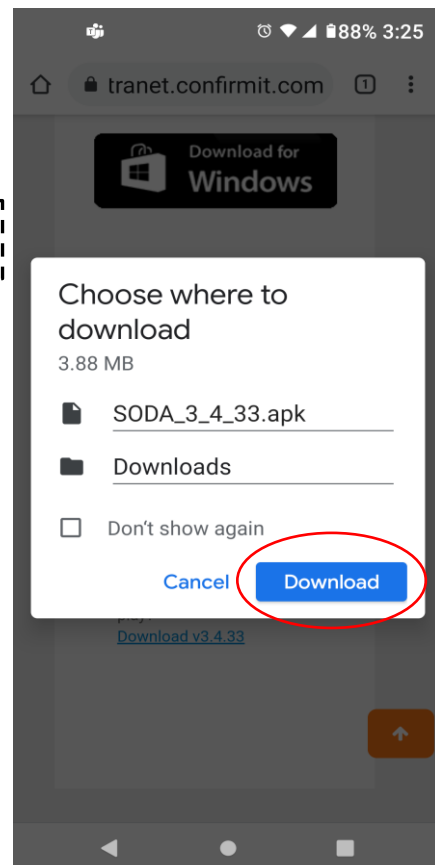 88% 3:25
tranet.confirmit.com 1
Download for
Windows
Choose where to
download
3.88 MB
SODA_3_4_33.apk
Downloads
Don't show again
Cancel Download
Download v3.4.33